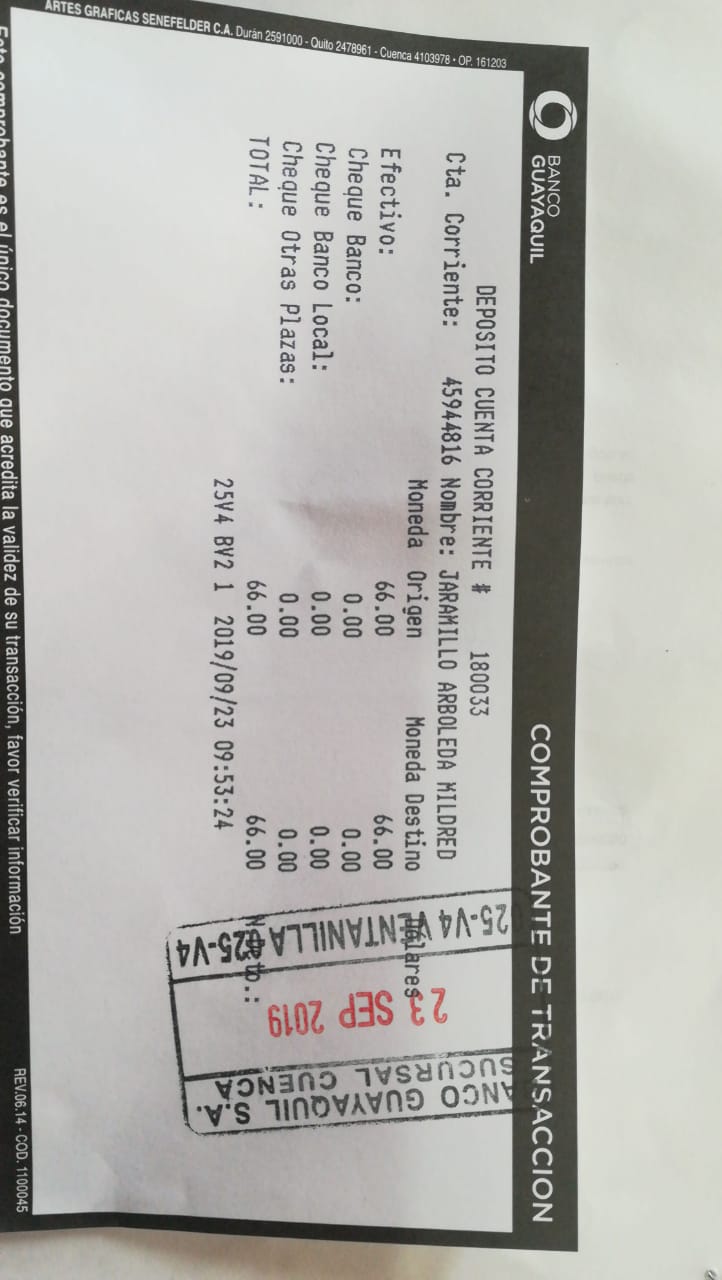 BANCO
GUAYAQUIL
COMPROBANTE DE TRANSACCION
DEPOSITO CUENTA CORRIENTE # 180033
Cta. Corriente: 45944816 Nombre: JARAMILLO ARBOLEDA MILDRED
Moneda Origen Moneda Destino Dólares
Efectivo: 66.00 66.00
Cheque Banco: 0.00 0.00
Cheque Banco Local: 0.00 0.00
Cheque Otras Plazas: 0.00 0.00
TOTAL: 66.00 66.00
25V4 BV2 1 2019/09/23 09:53:24
BANCO GUAYAQUIL S.A.
SUCURSAL CUENCA
23 SEP 2019
025-V4 VENTANILLA 025-V4
ARTES GRAFICAS SENEFELDER C.A. Durán 2591000 - Quito 2478961 - Cuenca 4103978 • OP. 161203
Este comprobante es el único documento que acredita la validez de su transacción, favor verificar información
REV.06.14 - COD. 1100045